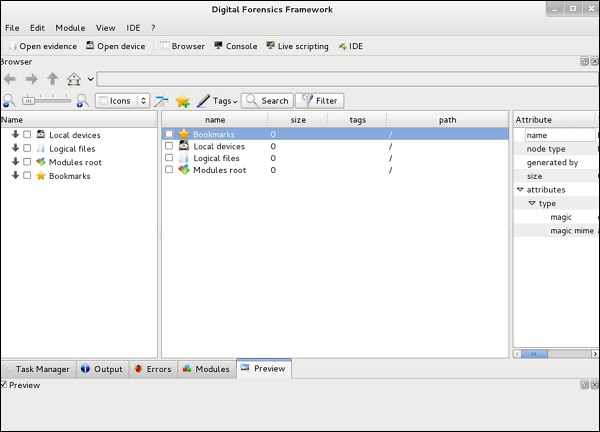 Digital Forensics Framework
File Edit Module View IDE ?
Open evidence Open device Browser Console Live scripting IDE
Browser
Icons Tags Search Filter
Name
Local devices
Logical files
Modules root
Bookmarks
name size tags path
Bookmarks 0 /
Local devices 0 /
Logical files 0 /
Modules root 0 /
Attribute
name
node type
generated by
size
attributes
type
magic
magic mime
Task Manager Output Errors Modules Preview
Preview